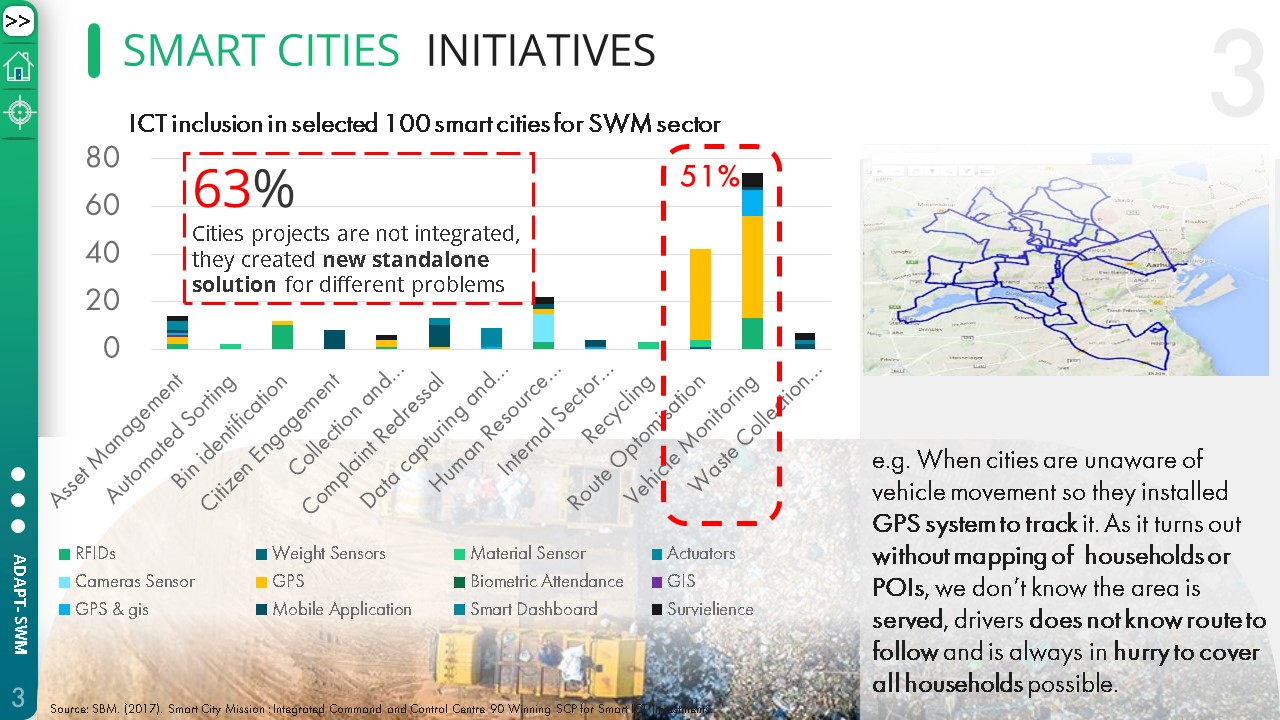 >>
SMART CITIES INITIATIVES
3
ICT inclusion in selected 100 smart cities for SWM sector
80
60
40
20
0
63%
Cities projects are not integrated,
they created new standalone
solution for different problems
51%
Asset Management
Automated Sorting
Bin identification
Citizen Engagement
Collection and...
Complaint Redressal
Data capturing and...
Human Resource...
Internal Sector...
Recycling
Route Optomisation
Vehicle Monitoring
Waste Collection...
RFIDs
Weight Sensors
Material Sensor
Actuators
Cameras Sensor
GPS
Biometric Attendance
GIS
GPS & gis
Mobile Application
Smart Dashboard
Survielience
e.g. When cities are unaware of
vehicle movement so they installed
GPS system to track it. As it turns out
without mapping of households or
POIs, we don't know the area is
served, drivers does not know route to
follow and is always in hurry to cover
all households possible.
ADAPT- SWM
3
Source: SBM. (2017). Smart City Mission : Integrated Command and Control Centre 90 Winning SCP for Smart